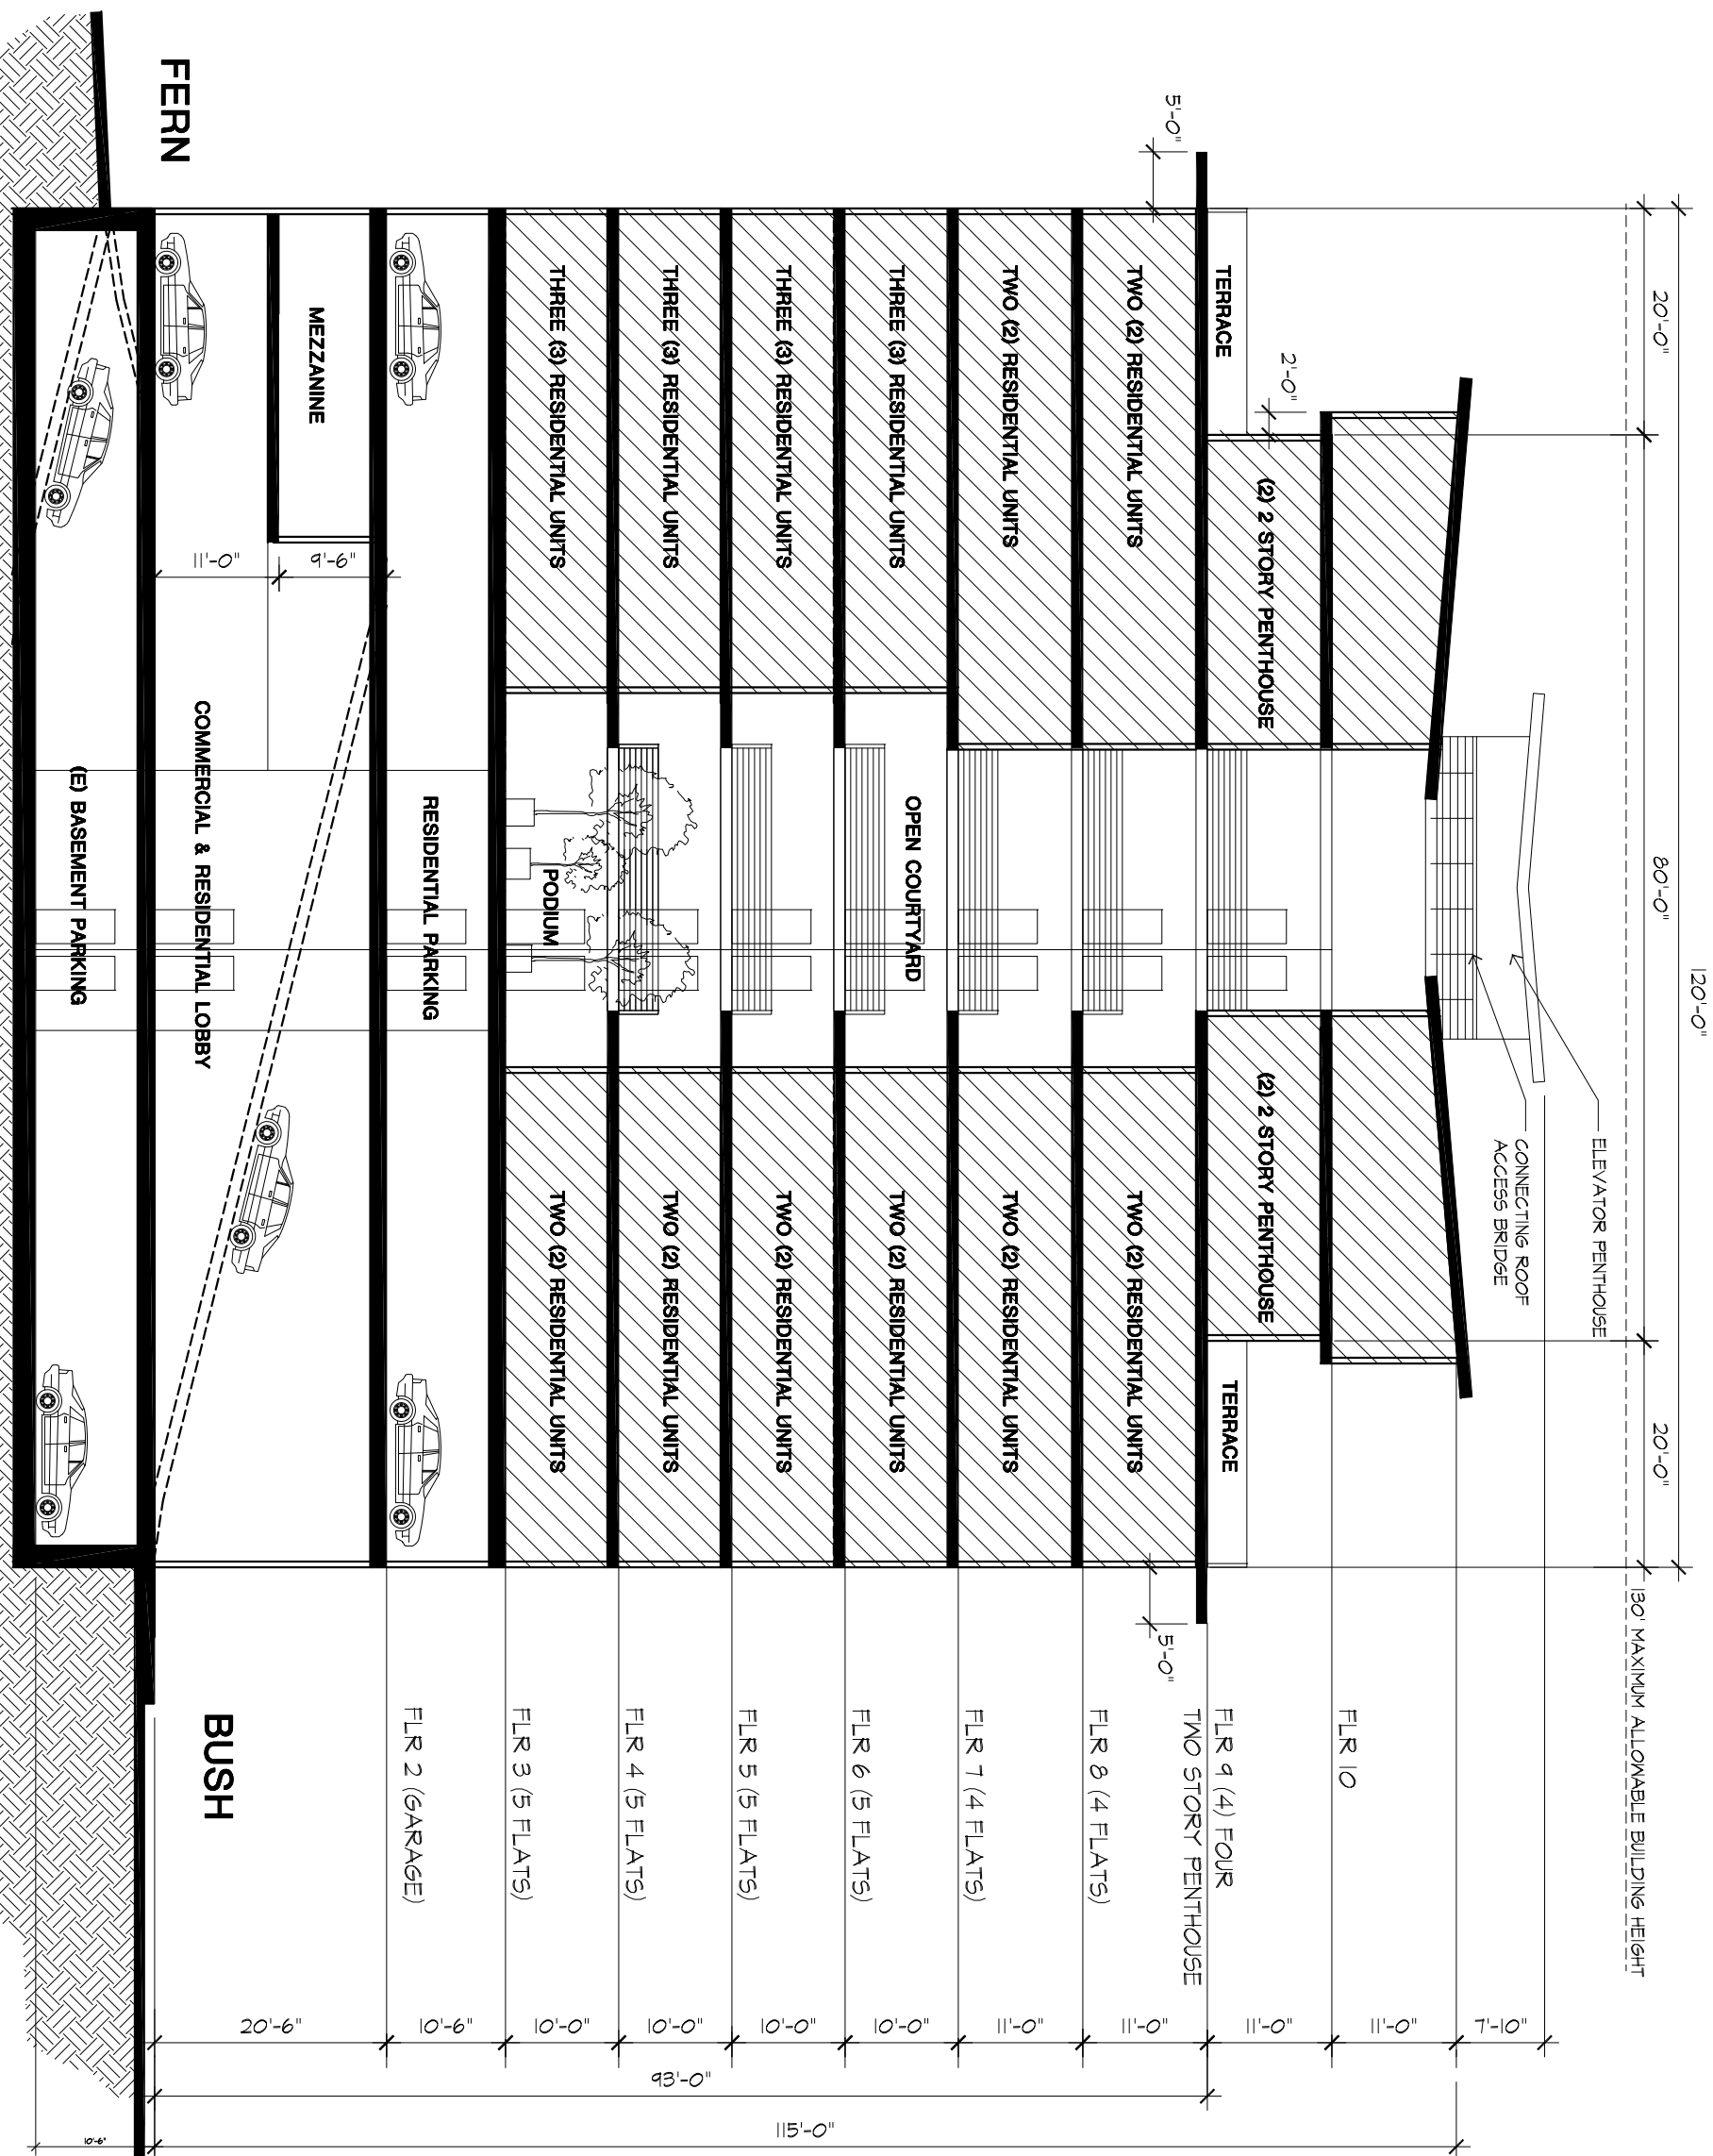 120'-0"
20'-0"
80'-0"
20'-0"
130' MAXIMUM ALLOWABLE BUILDING HEIGHT
ELEVATOR PENTHOUSE
CONNECTING ROOF
ACCESS BRIDGE
7'-10"
2'-0"
11'-0"
FLR 10
(2) 2 STORY PENTHOUSE
(2) 2 STORY PENTHOUSE
11'-0"
TERRACE
TERRACE
FLR 9 (4) FOUR
TWO STORY PENTHOUSE
5'-0"
5'-0"
TWO (2) RESIDENTIAL UNITS
TWO (2) RESIDENTIAL UNITS
11'-0"
FLR 8 (4 FLATS)
TWO (2) RESIDENTIAL UNITS
TWO (2) RESIDENTIAL UNITS
11'-0"
FLR 7 (4 FLATS)
THREE (3) RESIDENTIAL UNITS
OPEN COURTYARD
TWO (2) RESIDENTIAL UNITS
10'-0"
FLR 6 (5 FLATS)
THREE (3) RESIDENTIAL UNITS
TWO (2) RESIDENTIAL UNITS
10'-0"
FLR 5 (5 FLATS)
THREE (3) RESIDENTIAL UNITS
TWO (2) RESIDENTIAL UNITS
10'-0"
FLR 4 (5 FLATS)
THREE (3) RESIDENTIAL UNITS
PODIUM
TWO (2) RESIDENTIAL UNITS
10'-0"
FLR 3 (5 FLATS)
RESIDENTIAL PARKING
10'-6"
FLR 2 (GARAGE)
MEZZANINE
9'-6"
11'-0"
20'-6"
COMMERCIAL & RESIDENTIAL LOBBY
FERN
BUSH
(E) BASEMENT PARKING
93'-0"
115'-0"
10'-6"